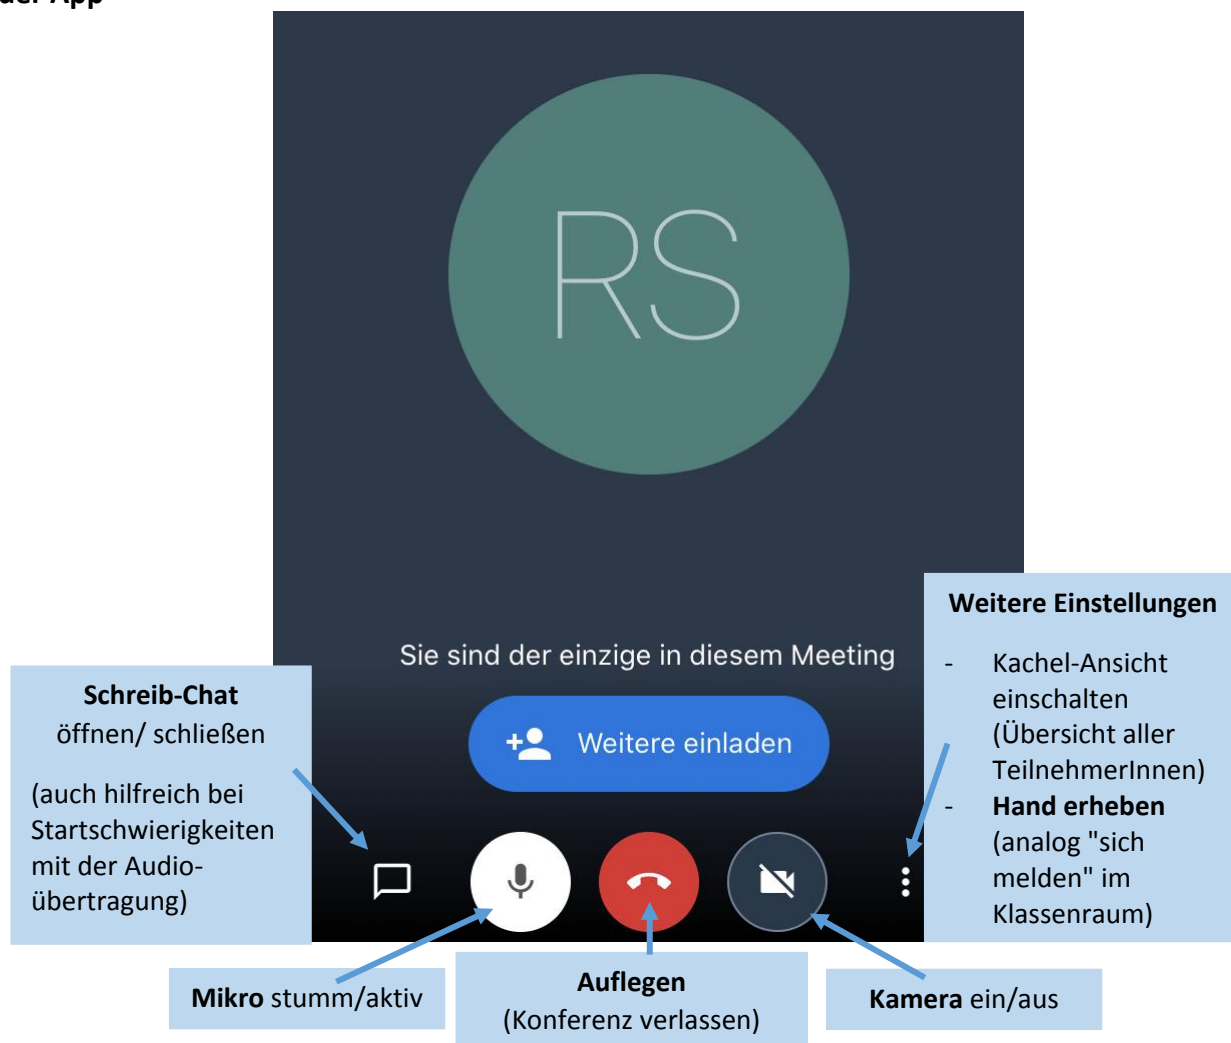 der App
RS
Sie sind der einzige in diesem Meeting
Weitere einladen
Schreib-Chat
öffnen/ schließen
(auch hilfreich bei
Startschwierigkeiten
mit der Audio-
übertragung)
Weitere Einstellungen
- Kachel-Ansicht
einschalten
(Übersicht aller
TeilnehmerInnen)
- Hand erheben
(analog "sich
melden" im
Klassenraum)
Mikro stumm/aktiv
Auflegen
(Konferenz verlassen)
Kamera ein/aus